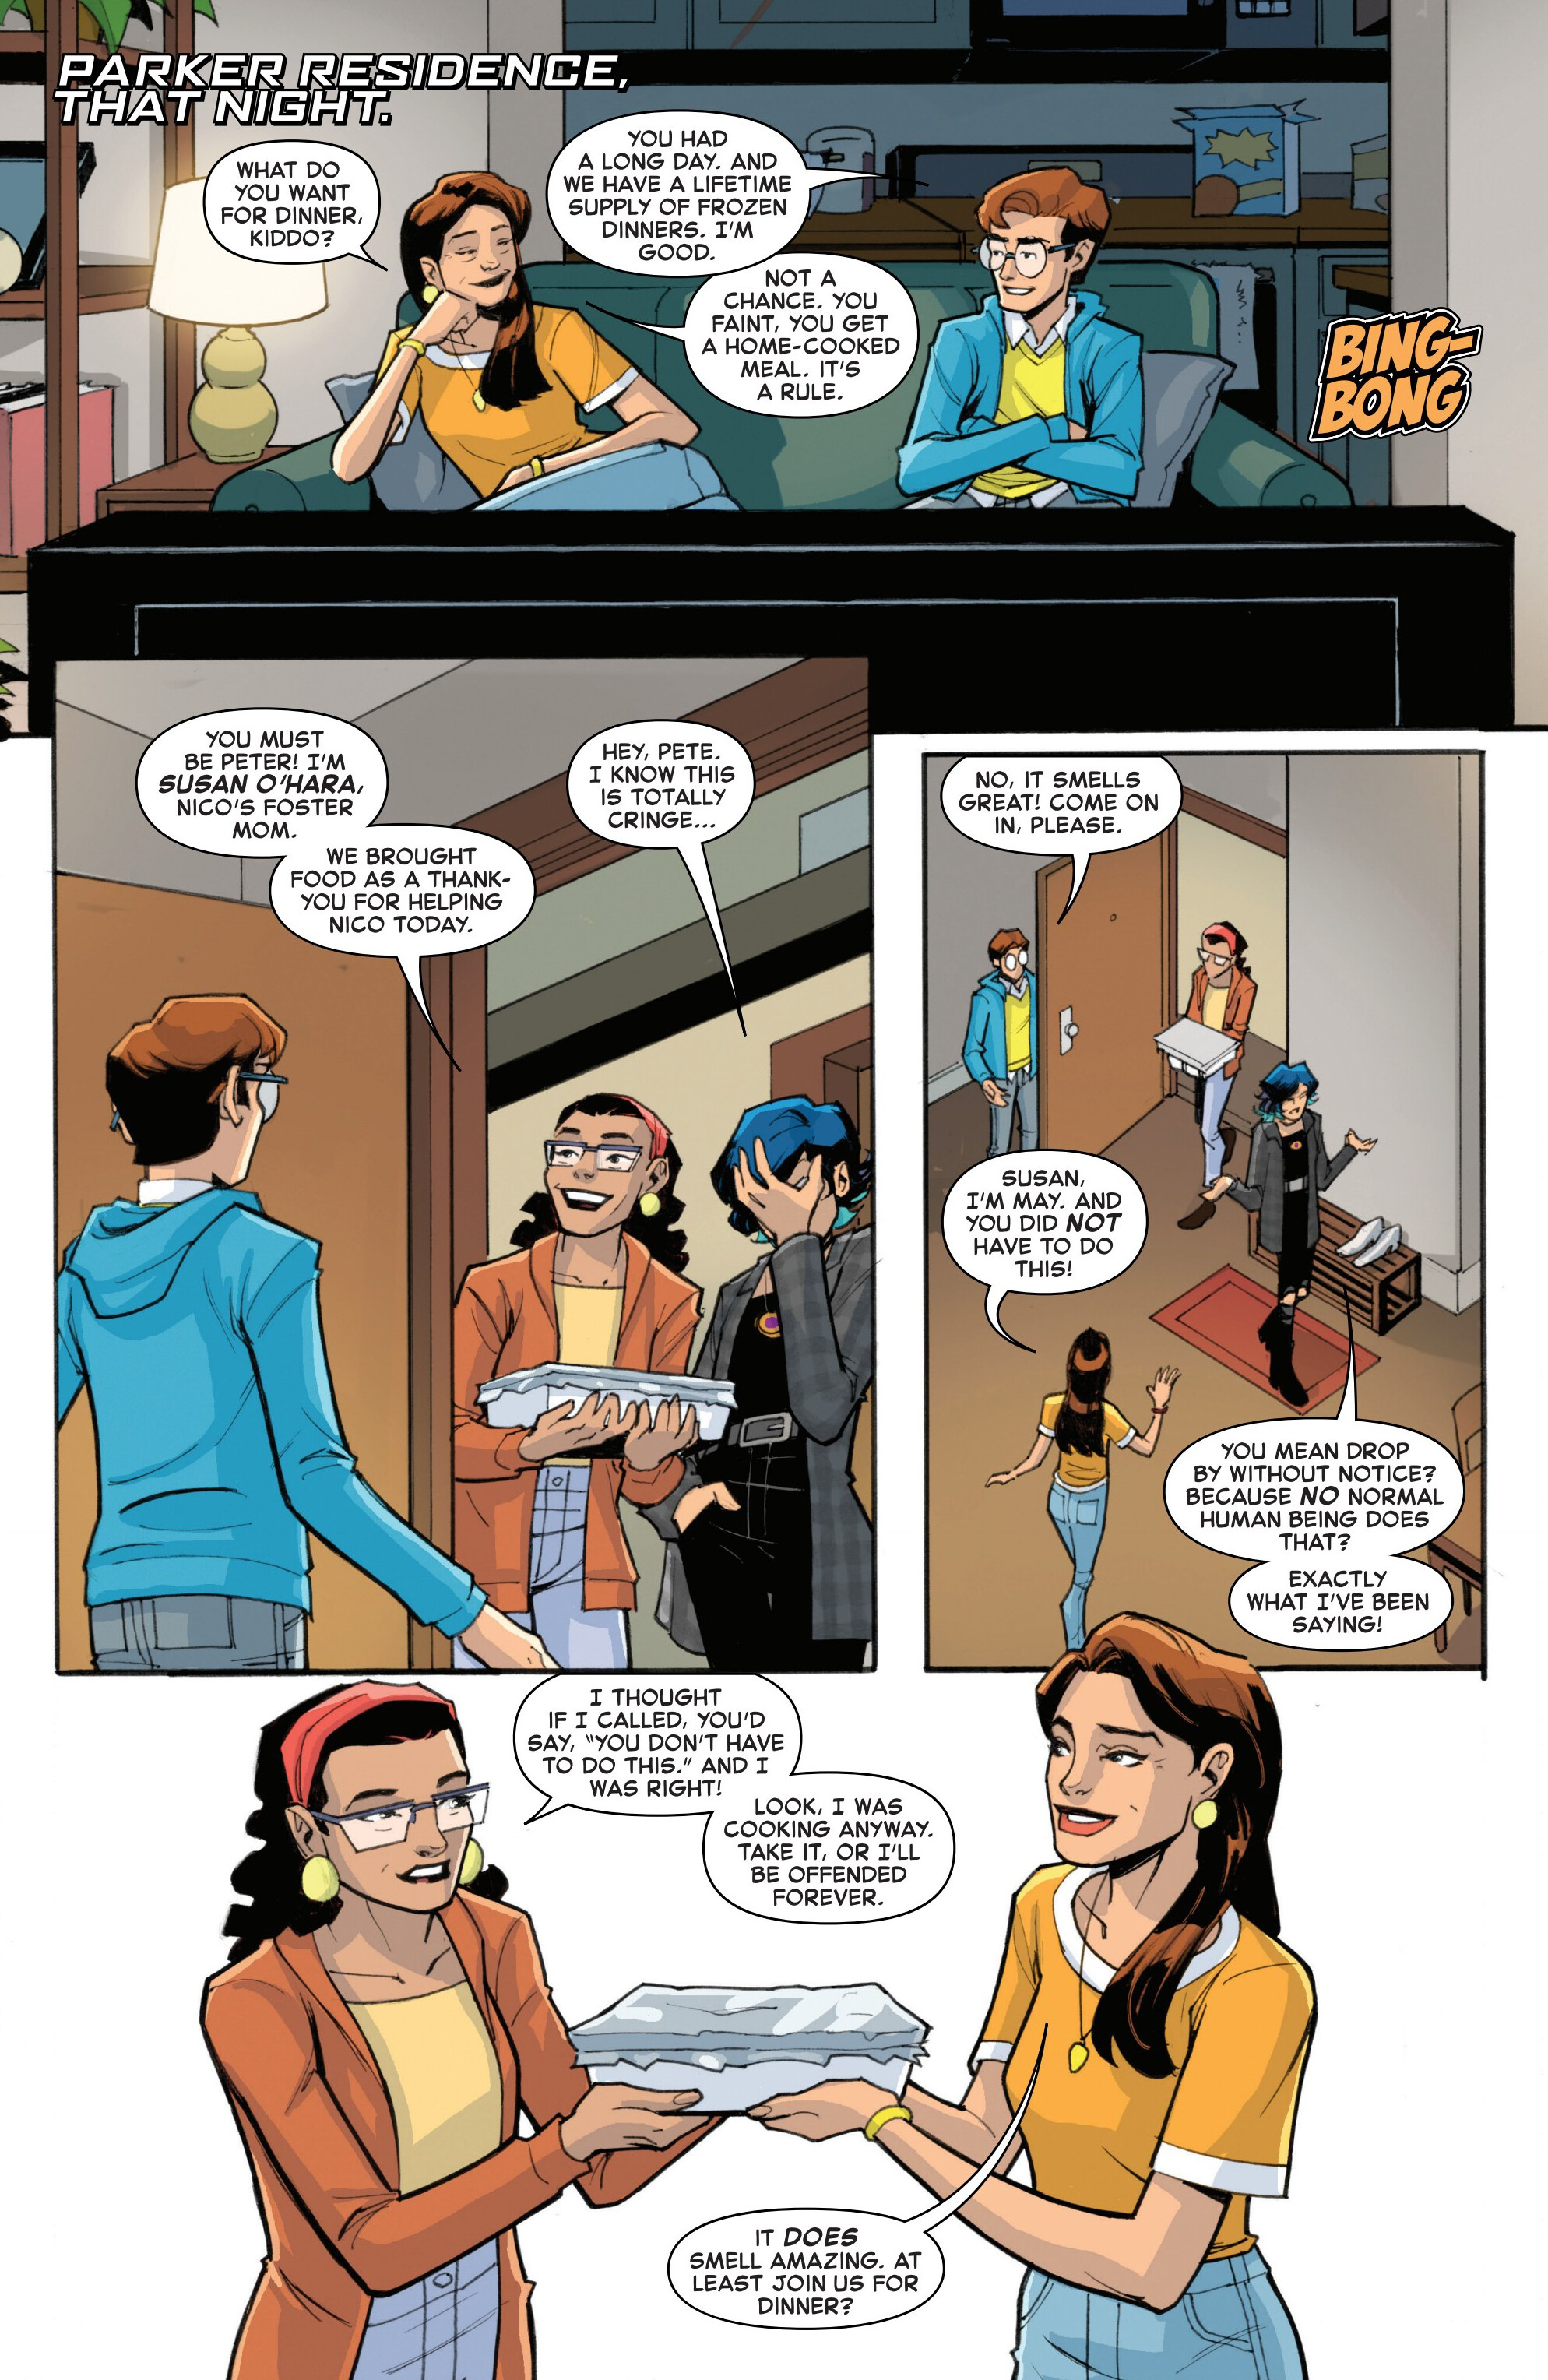 PARKER RESIDENCE,
THAT NIGHT.
WHAT DO
YOU WANT
FOR DINNER,
KIDDO?
YOU HAD
A LONG DAY. AND
WE HAVE A LIFETIME
SUPPLY OF FROZEN
DINNERS. I'M
GOOD.
NOT A
CHANCE. YOU
FAINT, YOU GET
A HOME-COOKED
MEAL. IT'S
A RULE.
BING-
BONG
YOU MUST
BE PETER! I'M
SUSAN O'HARA,
NICO'S FOSTER
MOM.
WE BROUGHT
FOOD AS A THANK-
YOU FOR HELPING
NICO TODAY.
HEY, PETE.
I KNOW THIS
IS TOTALLY
CRINGE...
NO, IT SMELLS
GREAT! COME ON
IN, PLEASE.
SUSAN,
I'M MAY. AND
YOU DID NOT
HAVE TO DO
THIS!
YOU MEAN DROP
BY WITHOUT NOTICE?
BECAUSE NO NORMAL
HUMAN BEING DOES
THAT?
EXACTLY
WHAT I'VE BEEN
SAYING!
I THOUGHT
IF I CALLED, YOU'D
SAY, "YOU DON'T HAVE
TO DO THIS." AND I
WAS RIGHT!
LOOK, I WAS
COOKING ANYWAY.
TAKE IT, OR I'LL
BE OFFENDED
FOREVER.
IT DOES
SMELL AMAZING. AT
LEAST JOIN US FOR
DINNER?